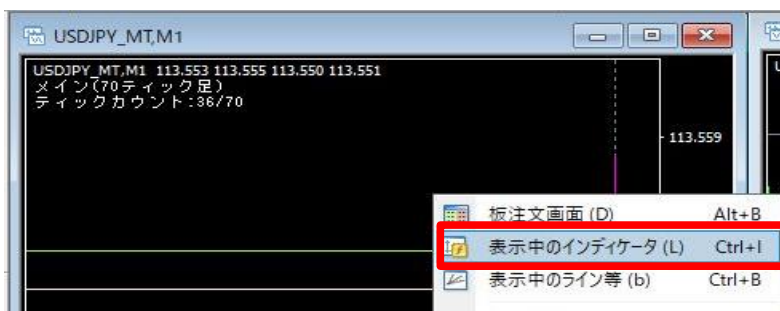 USDJPY_MT,M1
USDJPY_MT,M1 113.553 113.555 113.550 113.551
メイン(70ティック足)
ティックカウント:36/70
113.559
板注文画面 (D) Alt+B
表示中のインディケータ (L) Ctrl+I
表示中のライン等 (b) Ctrl+B